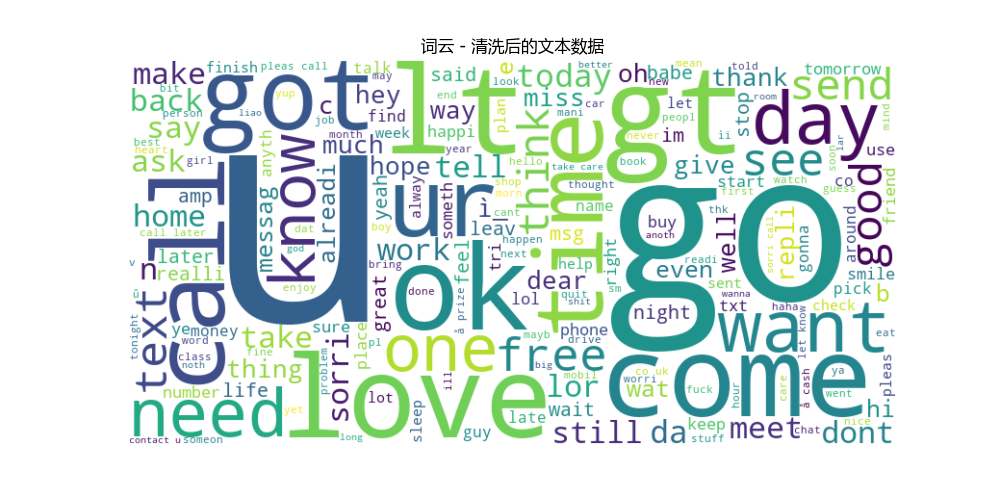 词云 - 清洗后的文本数据
make
finish
pleas call
got
lt
said
today
oh
babe
thank
tomorrow
send
bit
yup
talk
may
look
plan
e
better
mean
told
new
room
back
person
liao
job
c
hey
find
way
end
mani
miss
car
gt
let
peopl
stop
day
mind
say
best
heart
girl
anyth
month
much
week
year
happi
im
never
ii
lar
use
ask
amp
know
hope
tell
hello
think
time
take care
book
give
see
soon
co
friend
home
call
u
messag
alreadi
yeah
alway
boy
someth
ur
ì_
leav
shop
morn
cant
thought
name
go
start
first
watch
guess
good
call later
n
later
realli
dat
god
enjoy
bring
work
feel
tri
next
happen
msg
help
right
buy
anoth
thk
well
readi
even
sorri call
repli
gonna
around
smile
v
û
text
ok
great
done
lol
å prize
dear
quit
shit
sm
night
sent
txt
wanna
haha
pick
check
b
tonight
ye
money
word
class
noth
take
fine
sure
place
pl
one
free
mayb
phone
drive
want
let know
eat
thing
number
life
yet
problem
sorri
lot
ill
big
mobil
lor
co uk
worri
wat
come
fuck
hour
care
å cash
ya
went
pleas
need
love
long
sleep
guy
late
wait
still
da
keep
stuff
meet
chat
nice
hi
dont
contact u
someon